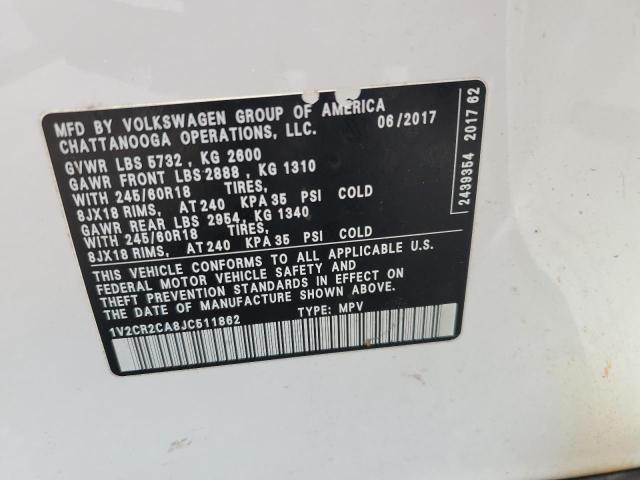 MFD BY VOLKSWAGEN GROUP OF AMERICA
CHATTANOOGA OPERATIONS, LLC. 06/2017
GVWR LBS 5732 , KG 2600
GAWR FRONT LBS 2888 , KG 1310
WITH 245/60R18 TIRES,
8JX18 RIMS, AT 240 KPA 35 PSI COLD
GAWR REAR LBS 2954, KG 1340
WITH 245/60R18 TIRES,
8JX18 RIMS, AT 240 KPA 35 PSI COLD
THIS VEHICLE CONFORMS TO ALL APPLICABLE U.S.
FEDERAL MOTOR VEHICLE SAFETY AND
THEFT PREVENTION STANDARDS IN EFFECT ON
THE DATE OF MANUFACTURE SHOWN ABOVE.
1V2CR2CA8JC511862 TYPE: MPV
2439354 2017 62